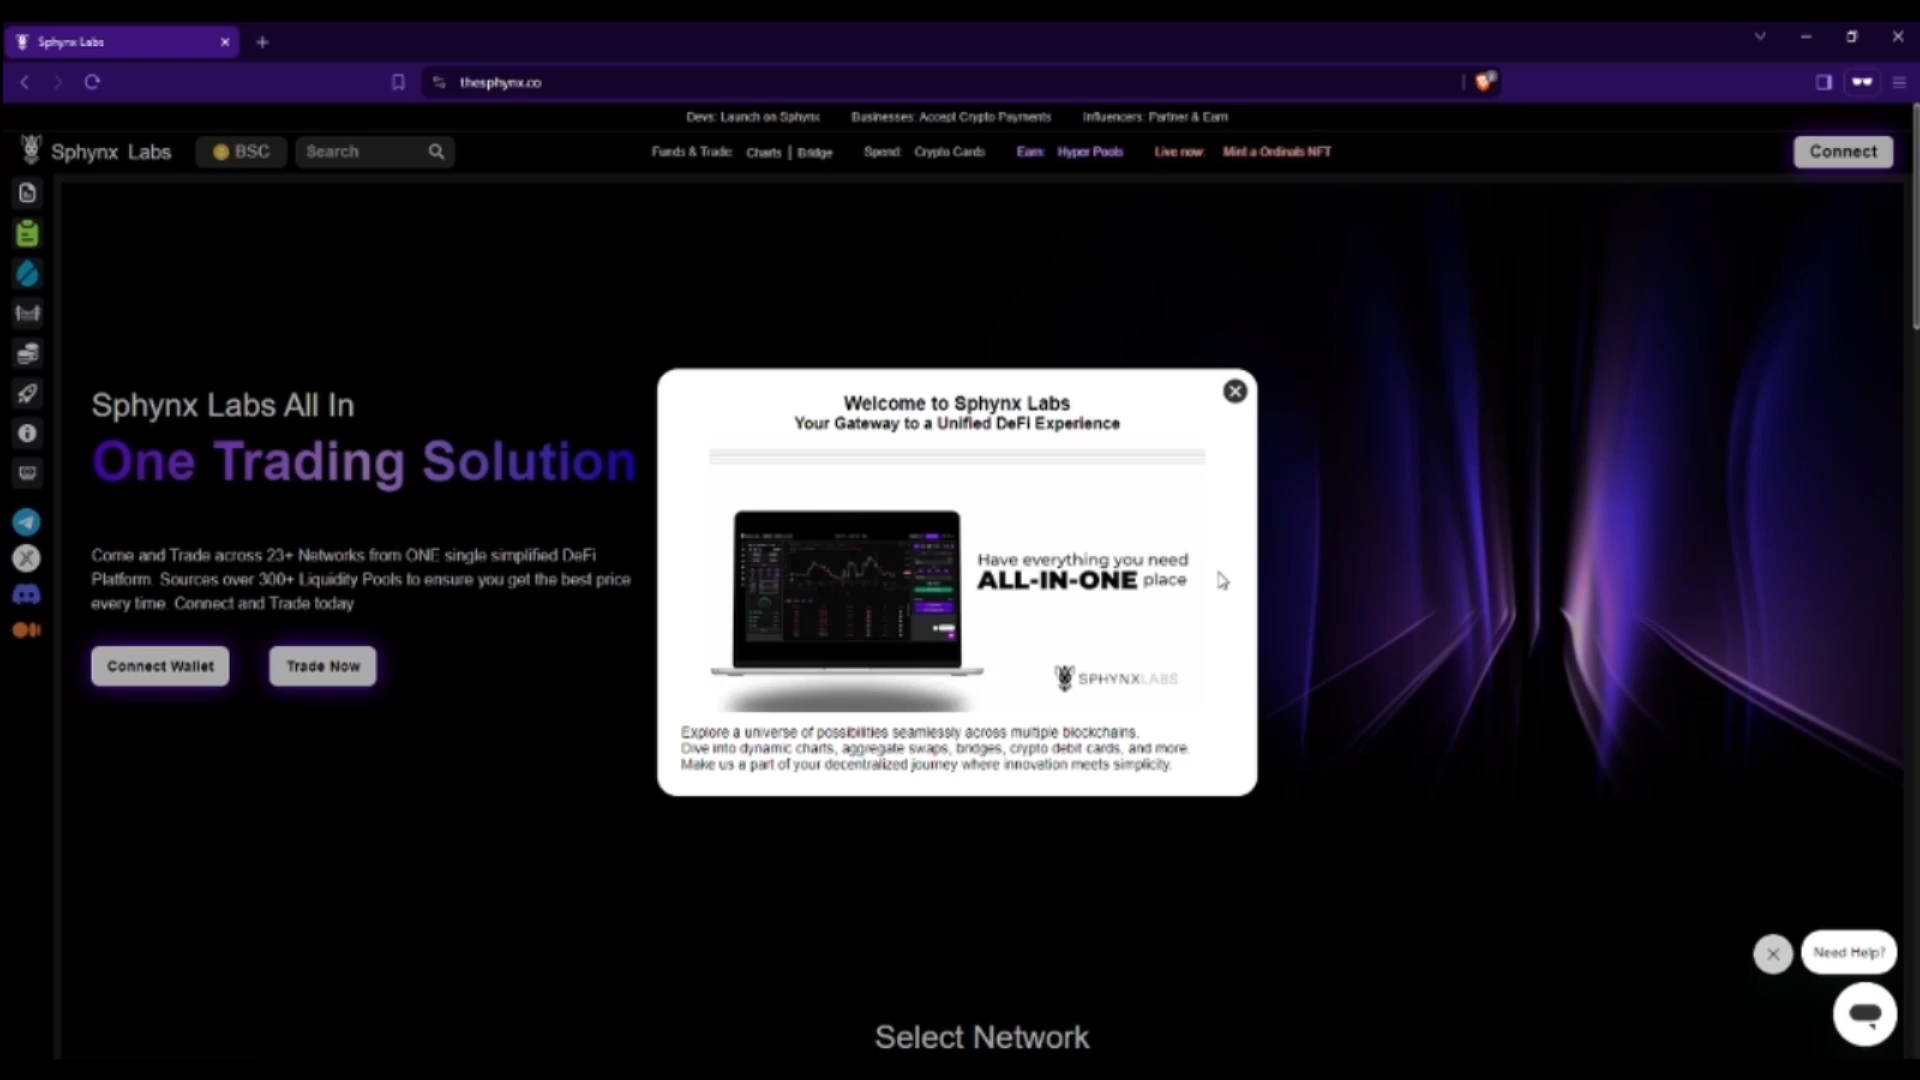 Sphynx Labs
thesphynx.co
Devs: Launch on Sphynx Businesses: Accept Crypto Payments Influencers: Partner & Earn
Sphynx Labs BSC Search Funds & Trade: Charts | Bridge Spend: Crypto Cards Earn: Hyper Pools Live now: Mint a Ordinals NFT Connect
Sphynx Labs All In
One Trading Solution
Come and Trade across 23+ Networks from ONE single simplified DeFi
Platform. Sources over 300+ Liquidity Pools to ensure you get the best price
every time. Connect and Trade today
Connect Wallet Trade Now
Welcome to Sphynx Labs
Your Gateway to a Unified DeFi Experience
Have everything you need
ALL-IN-ONE place
SPHYNXLABS
Explore a universe of possibilities seamlessly across multiple blockchains.
Dive into dynamic charts, aggregate swaps, bridges, crypto debit cards, and more.
Make us a part of your decentralized journey where innovation meets simplicity.
Need Help?
Select Network